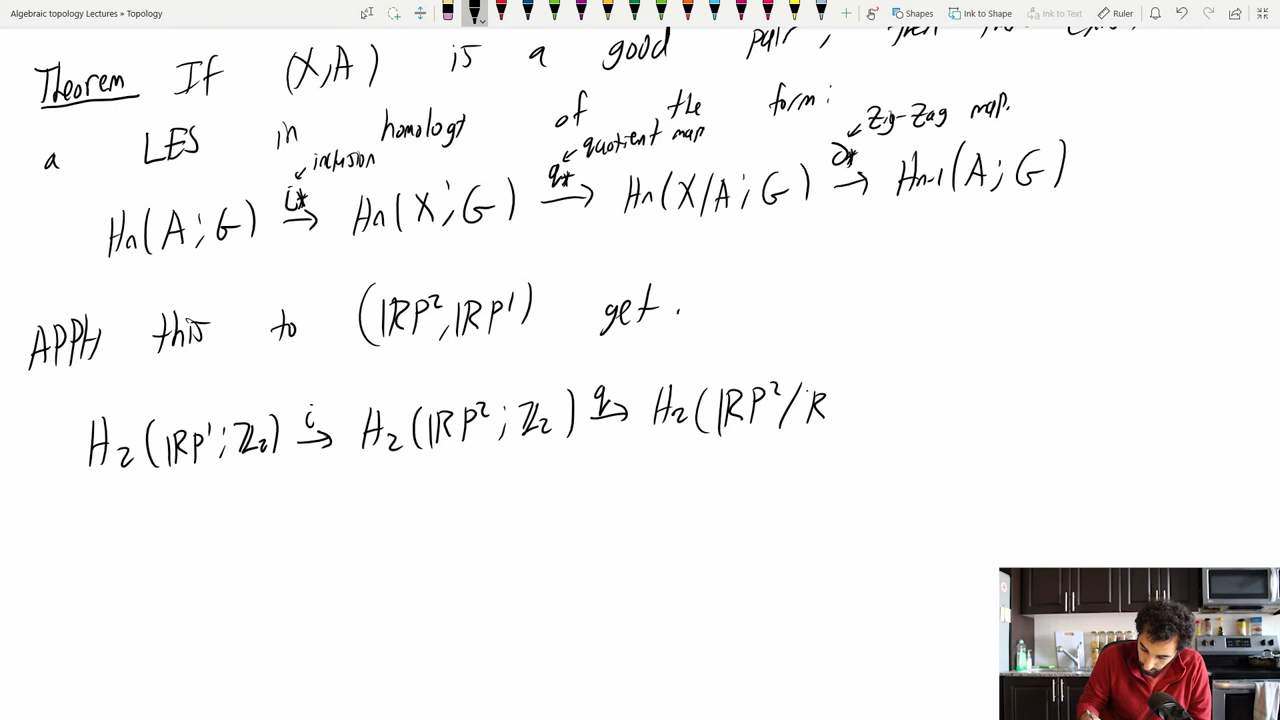 Algebraic topology Lectures = Topology
Shapes Ink to Shape Ink to Text Ruler
Theorem If (X,A) is a good pair, then
a LES in homology of the form:
inclusion quotient map Zig-Zag map.
Hn(A;G) i* → Hn(X;G) q* → Hn(X/A;G) ∂* → Hn-1(A;G)
APPly this to (RP²,RP¹) get.
H₂(RP¹;Z₂) i → H₂(RP²;Z₂) q → H₂(RP²/R